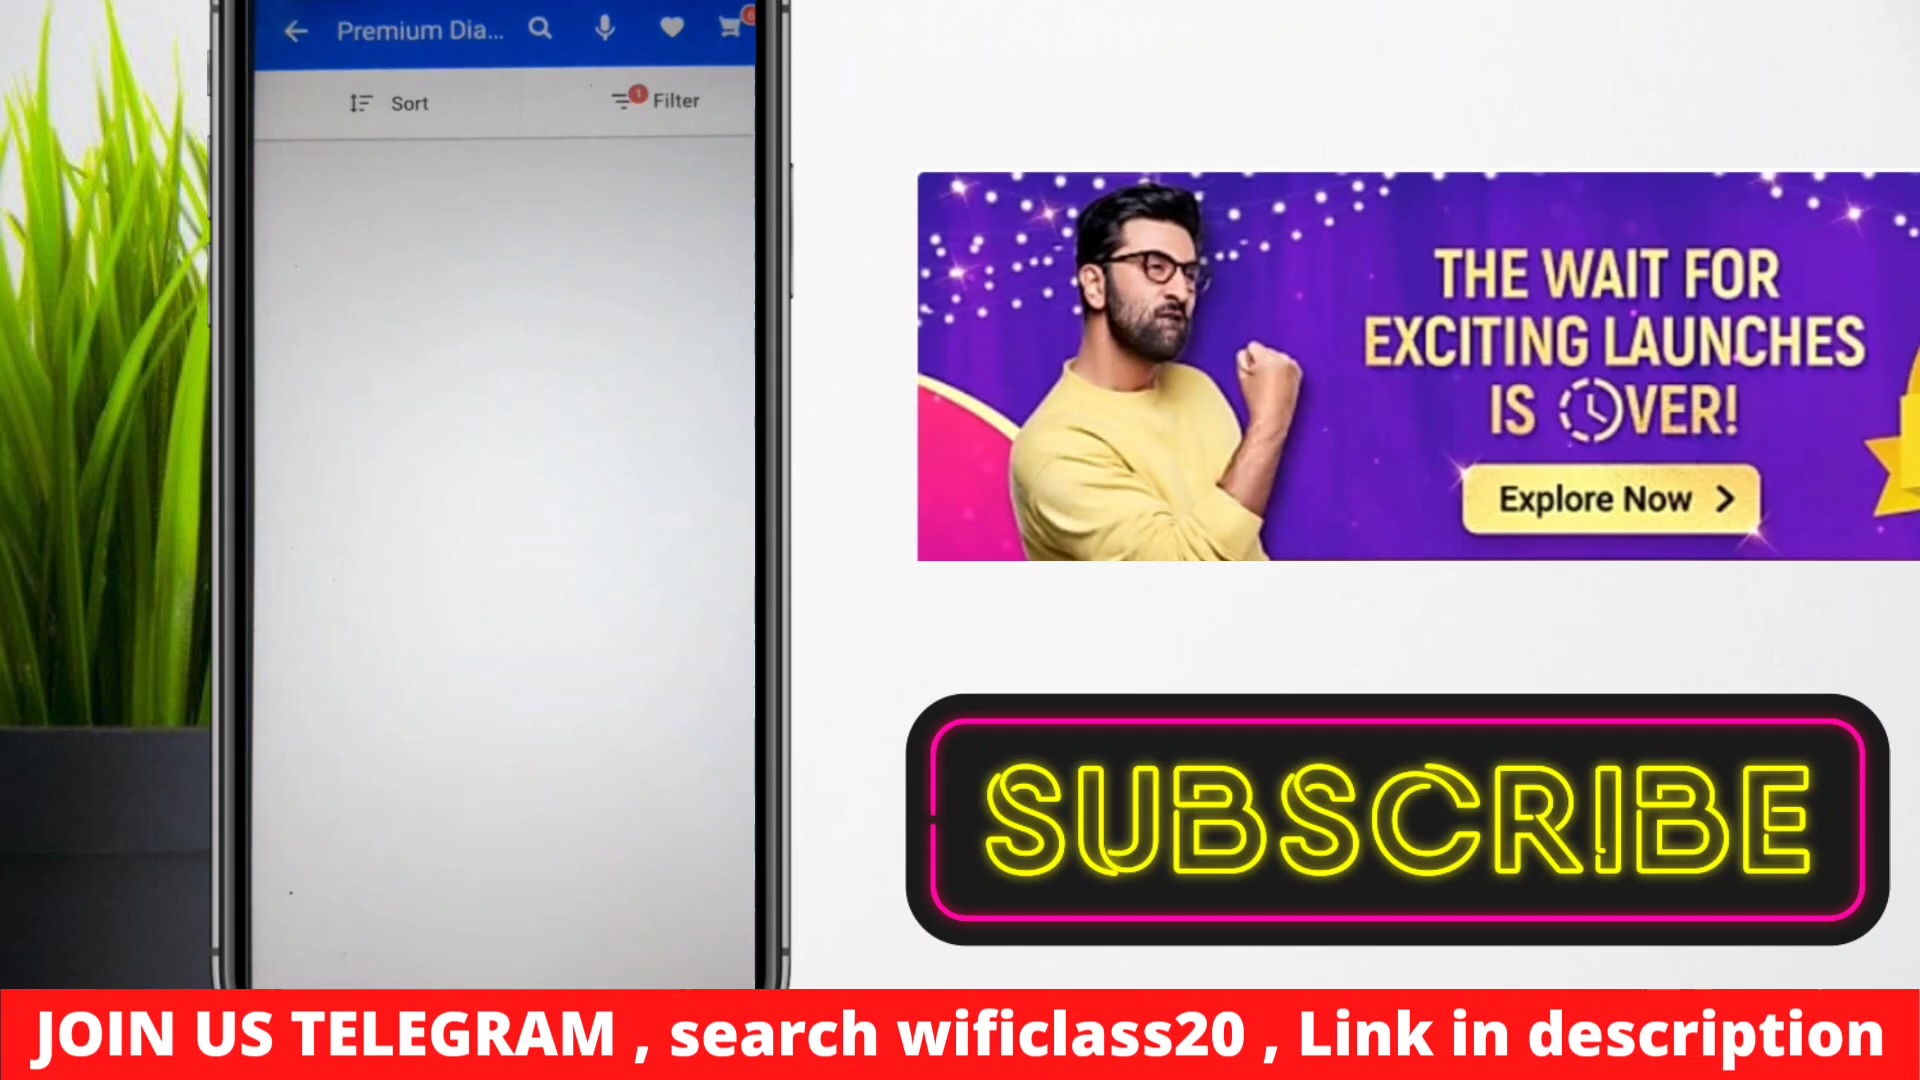 Premium Dia...
6
Sort
1
Filter
THE WAIT FOR
EXCITING LAUNCHES
IS OVER!
Explore Now >
SUBSCRIBE
JOIN US TELEGRAM , search wificlass20 , Link in description